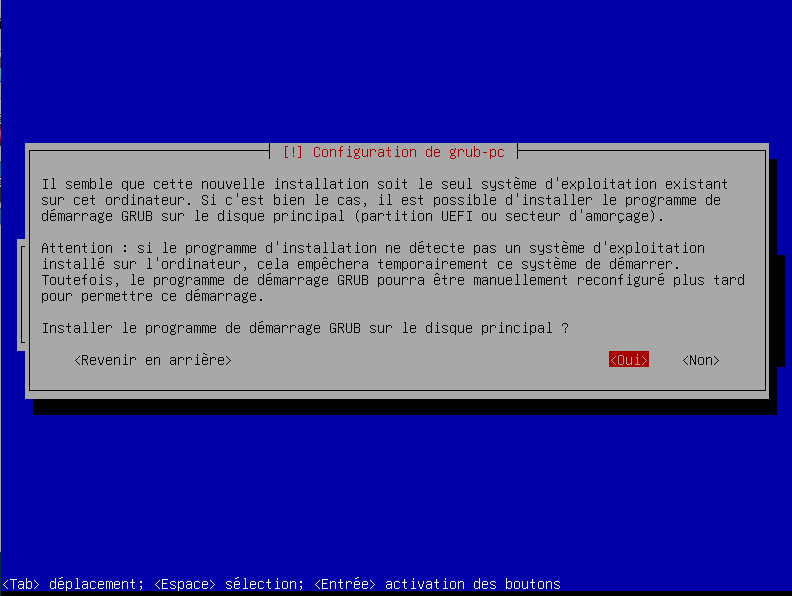 [!] Configuration de grub-pc
Il semble que cette nouvelle installation soit le seul système d'exploitation existant
sur cet ordinateur. Si c'est bien le cas, il est possible d'installer le programme de
démarrage GRUB sur le disque principal (partition UEFI ou secteur d'amorçage).
Attention : si le programme d'installation ne détecte pas un système d'exploitation
installé sur l'ordinateur, cela empêchera temporairement ce système de démarrer.
Toutefois, le programme de démarrage GRUB pourra être manuellement reconfiguré plus tard
pour permettre ce démarrage.
Installer le programme de démarrage GRUB sur le disque principal ?
<Revenir en arrière> <Oui> <Non>
<Tab> déplacement; <Espace> sélection; <Entrée> activation des boutons